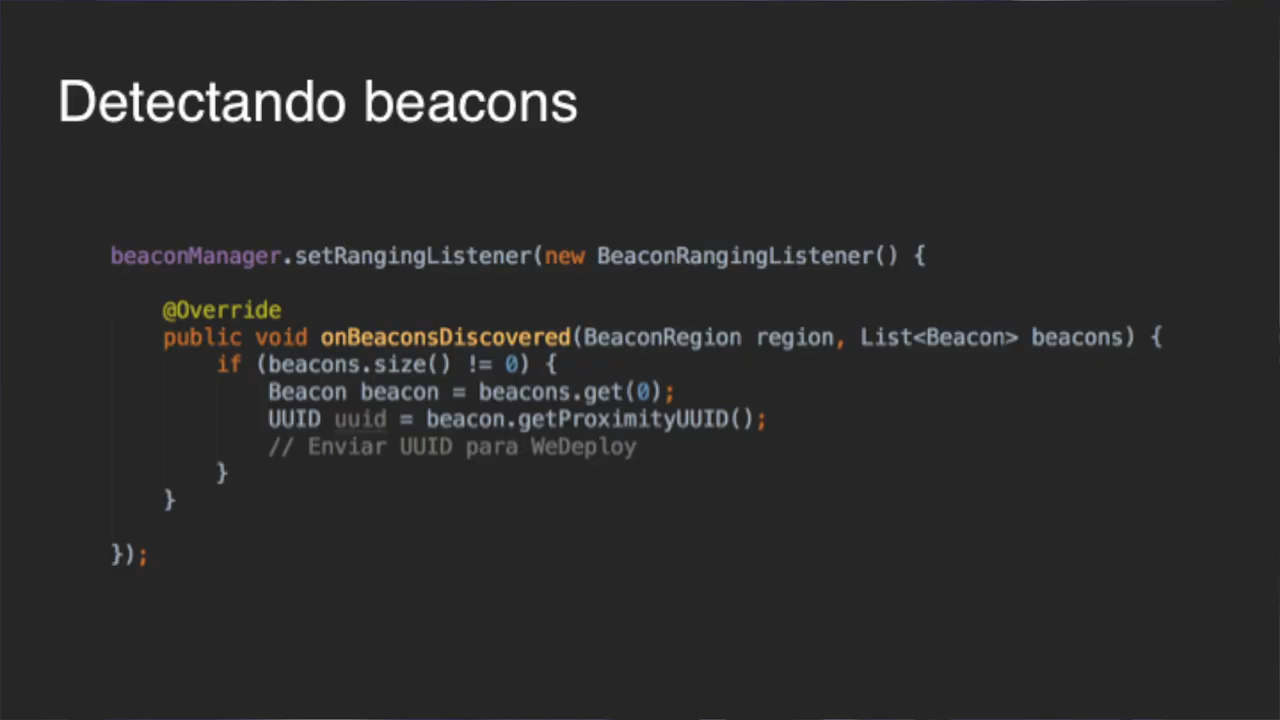 Detectando beacons
beaconManager.setRangingListener(new BeaconRangingListener() {
@Override
public void onBeaconsDiscovered(BeaconRegion region, List<Beacon> beacons) {
if (beacons.size() != 0) {
Beacon beacon = beacons.get(0);
UUID uuid = beacon.getProximityUUID();
// Enviar UUID para WeDeploy
}
}
});